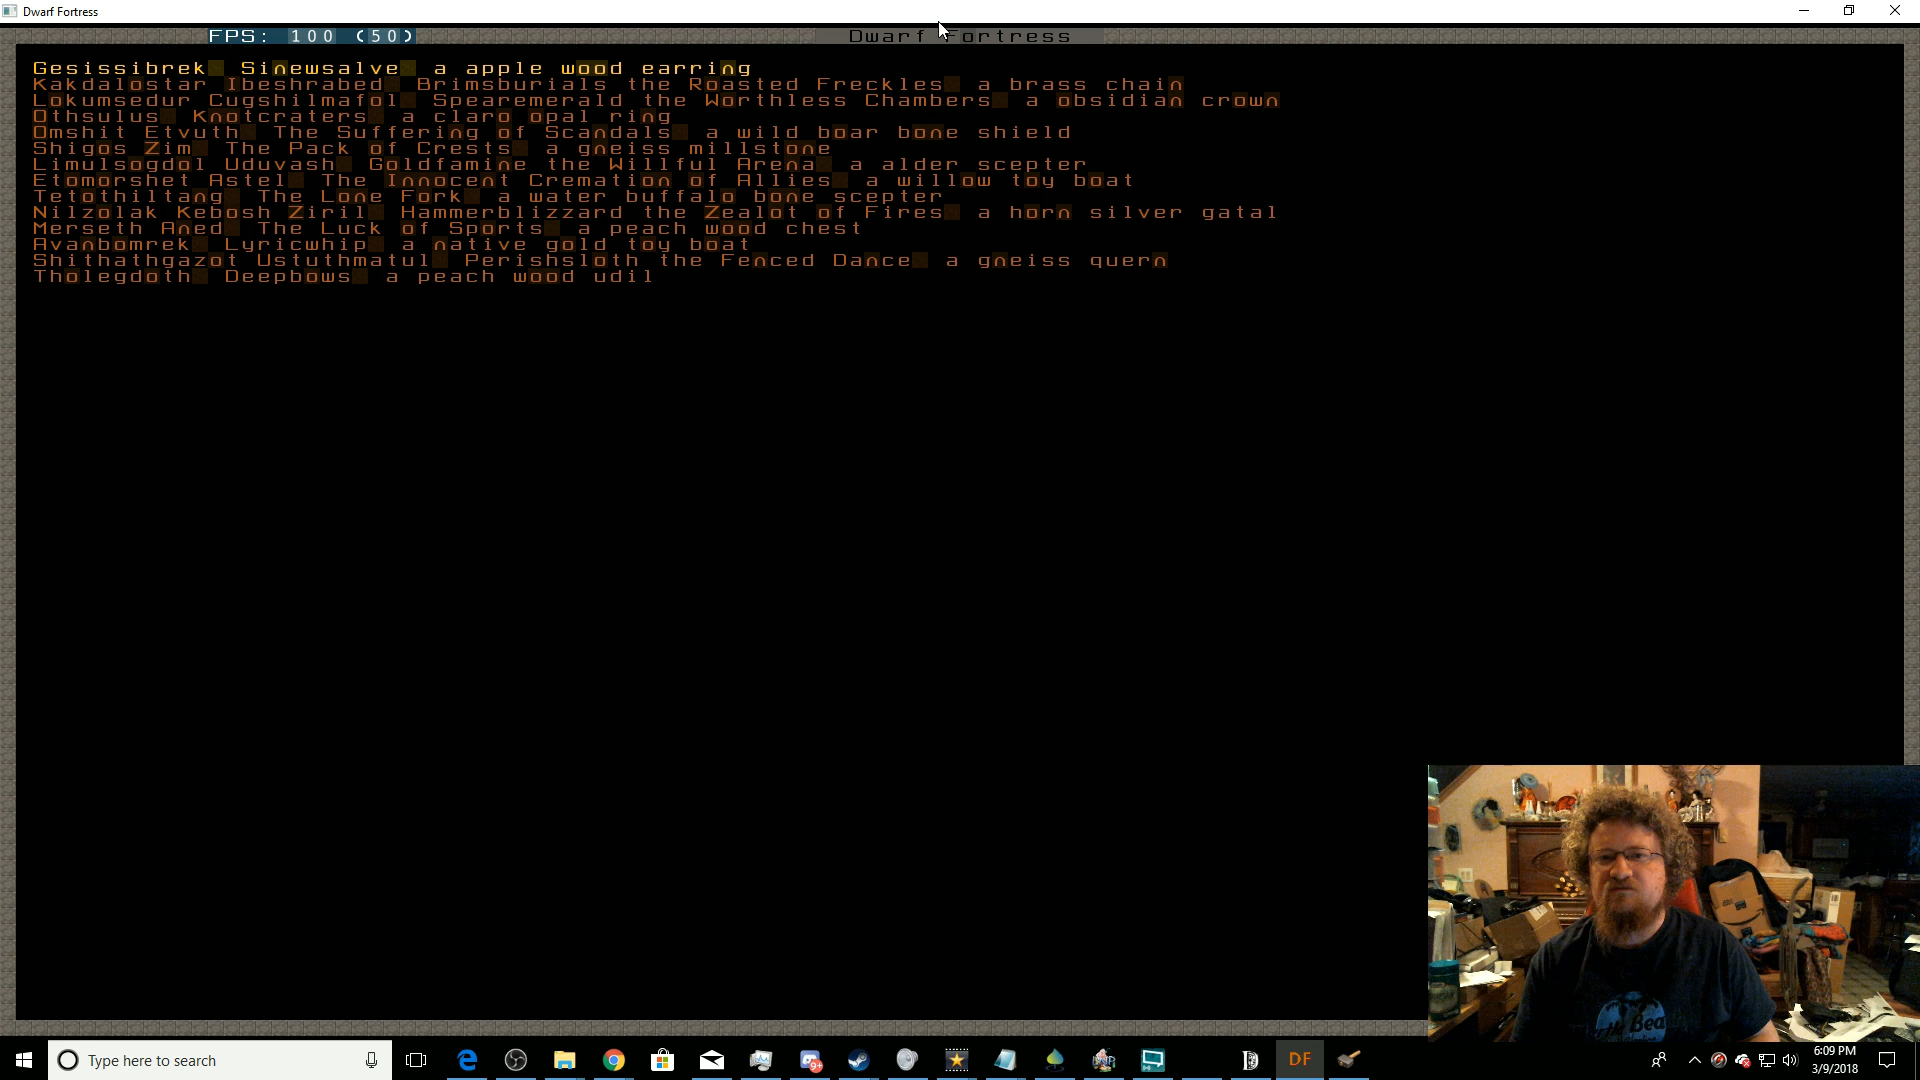 Dwarf Fortress
FPS: 100 (50)
Dwarf Fortress
Gesissibrek Sinewsalve a apple wood earring
Kakdalostar Ibeshrabed Brimsburials the Roasted Freckles a brass chain
Lokumsedur Cugshilmafol Spearemerald the Worthless Chambers a obsidian crown
Othsulus Knotcraters a claro opal ring
Omshit Etvuth The Suffering of Scandals a wild boar bone shield
Shigos Zim The Pack of Crests a gneiss millstone
Limulsogdol Uduvash Goldfamine the Willful Arena a alder scepter
Etomorshet Astel The Innocent Cremation of Allies a willow toy boat
Tetothiltang The Lone Fork a water buffalo bone scepter
Nilzolak Kebosh Ziril Hammerblizzard the Zealot of Fires a horn silver gatal
Merseth Aned The Luck of Sports a peach wood chest
Avanbomrek Lyricwhip a native gold toy boat
Shithathgazot Ustuthmatul Perishsloth the Fenced Dance a gneiss quern
Tholegdoth Deepbows a peach wood udil
Type here to search
9+
DF
6:09 PM
3/9/2018